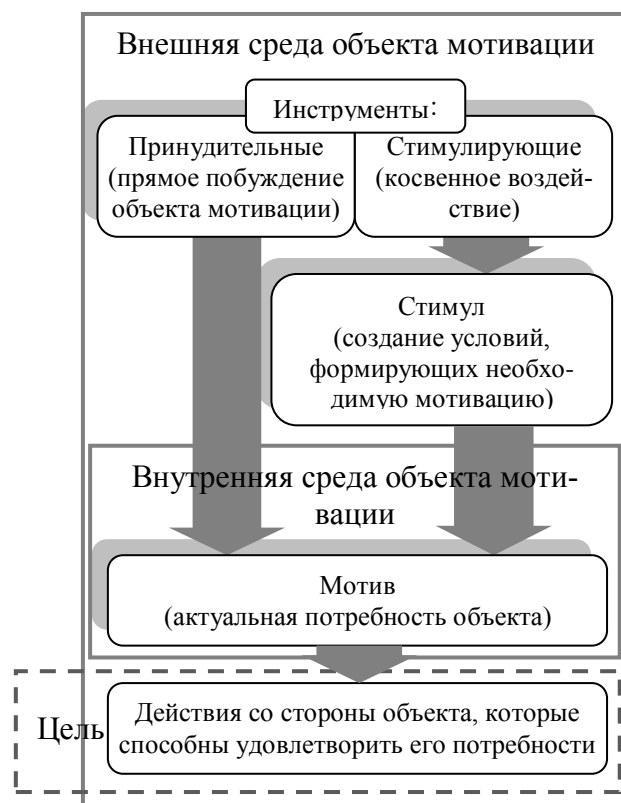 Внешняя среда объекта мотивации
Инструменты:
Принудительные
(прямое побуждение
объекта мотивации)
Стимулирующие
(косвенное воздей-
ствие)
Стимул
(создание условий,
формирующих необхо-
димую мотивацию)
Внутренняя среда объекта моти-
вации
Мотив
(актуальная потребность объекта)
Цель
Действия со стороны объекта, которые
способны удовлетворить его потребности